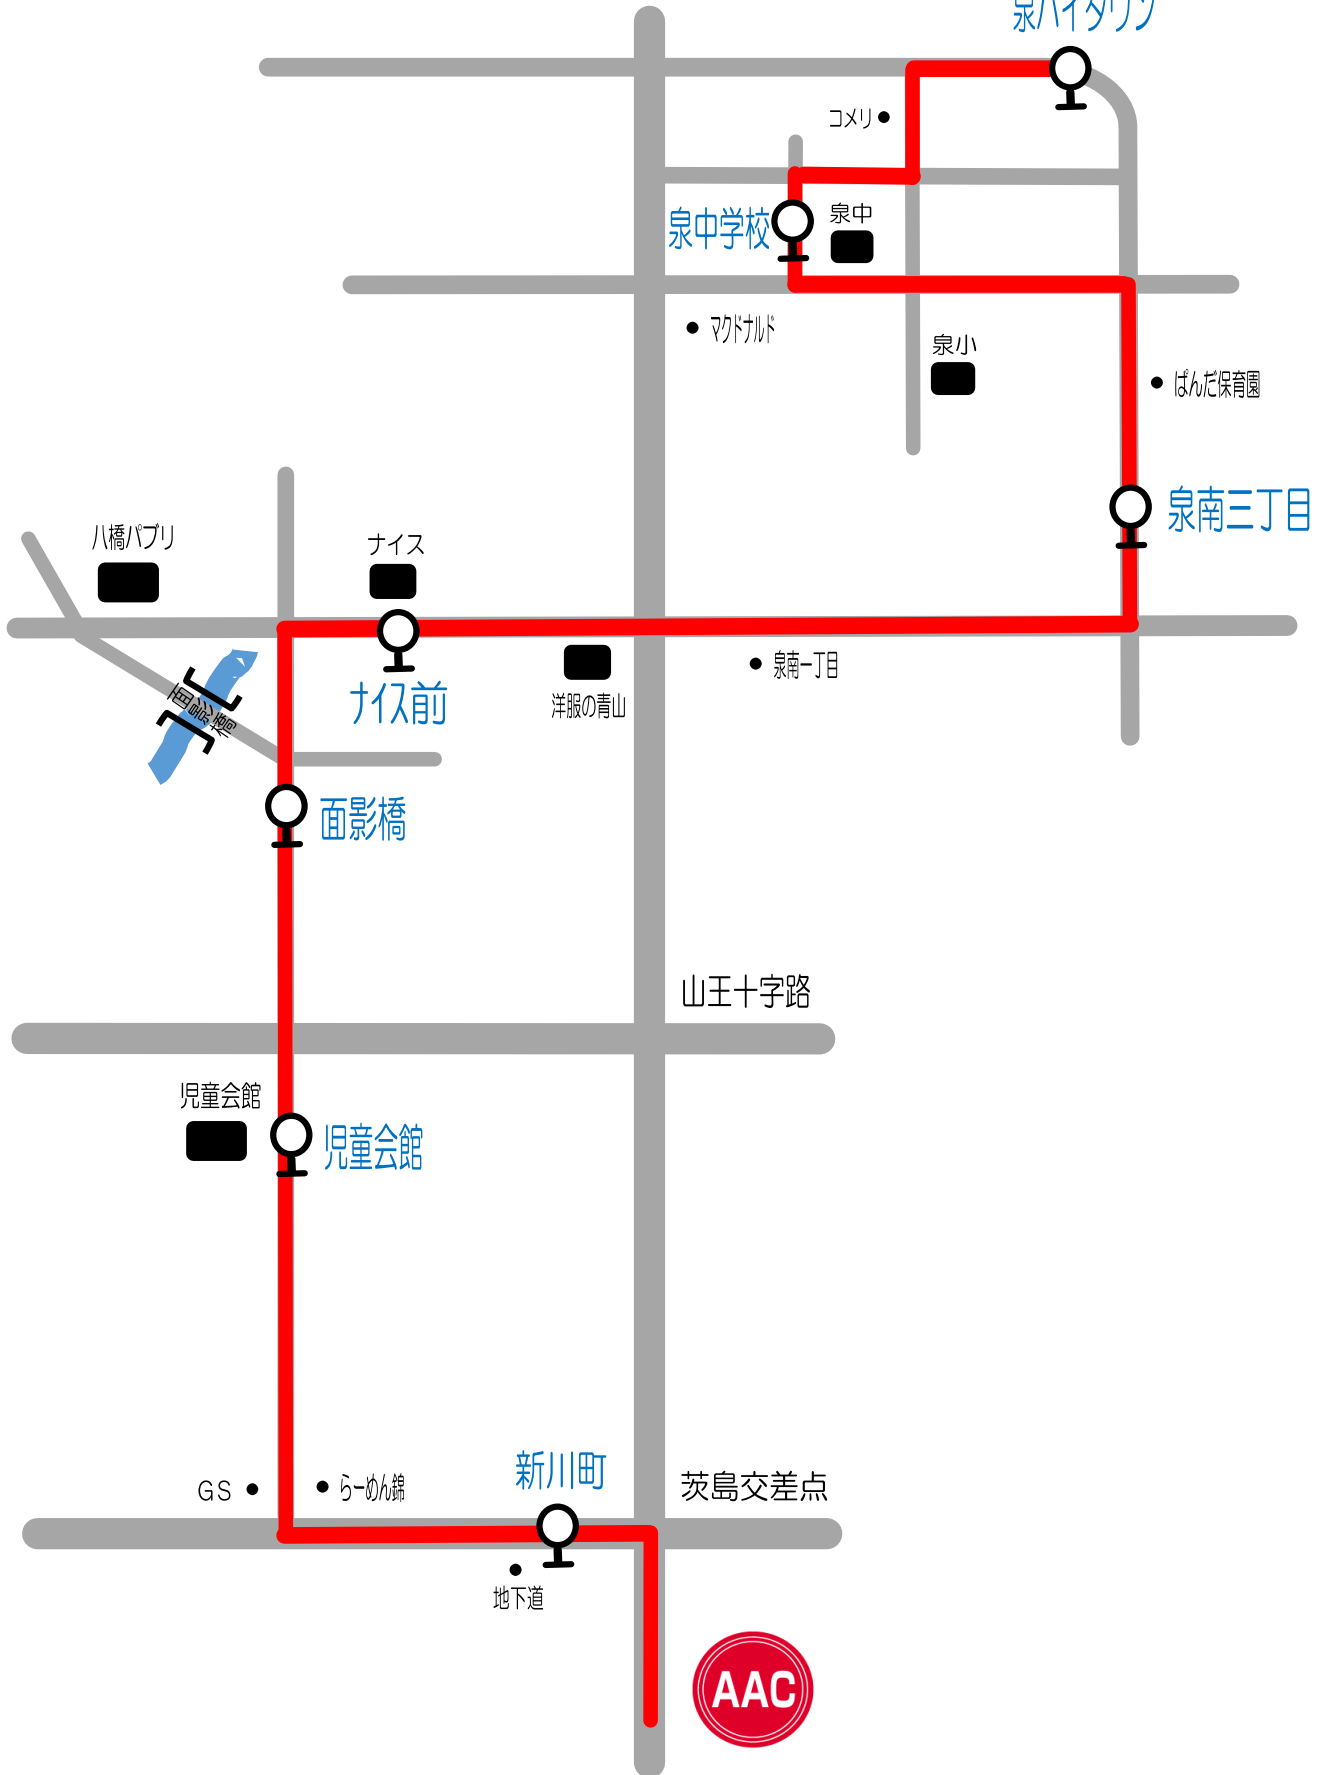 泉ハイタウン
コメリ
泉中学校
泉中
マクドナルド
泉小
ぱんだ保育園
泉南三丁目
八橋パブリ
ナイス
泉南一丁目
ナイス前
洋服の青山
面影橋
面影橋
山王十字路
児童会館
児童会館
新川町
GS
らーめん錦
茨島交差点
地下道
AAC